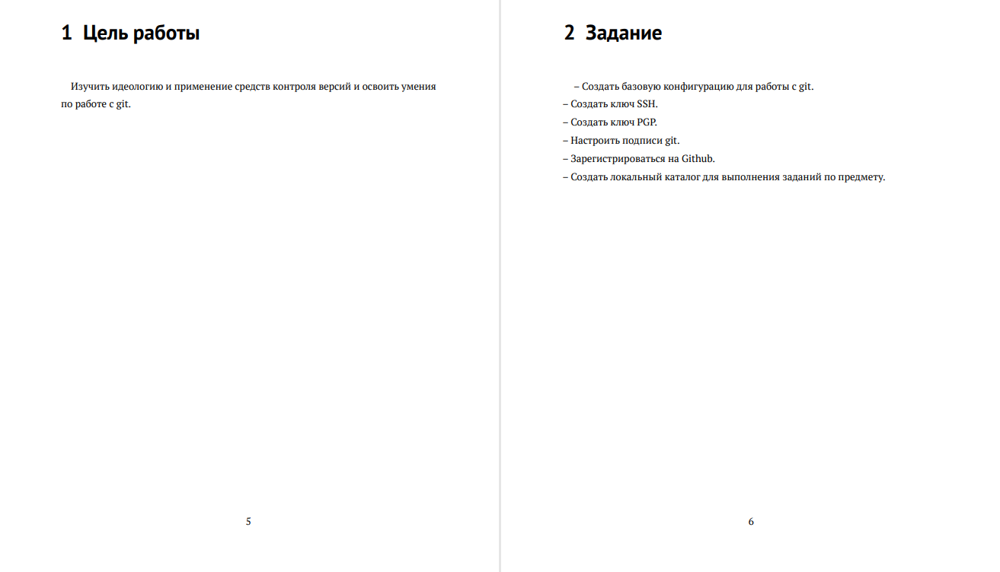 1 Цель работы
Изучить идеологию и применение средств контроля версий и освоить умения
по работе с git.
5
2 Задание
– Создать базовую конфигурацию для работы с git.
– Создать ключ SSH.
– Создать ключ PGP.
– Настроить подписи git.
– Зарегистрироваться на Github.
– Создать локальный каталог для выполнения заданий по предмету.
6